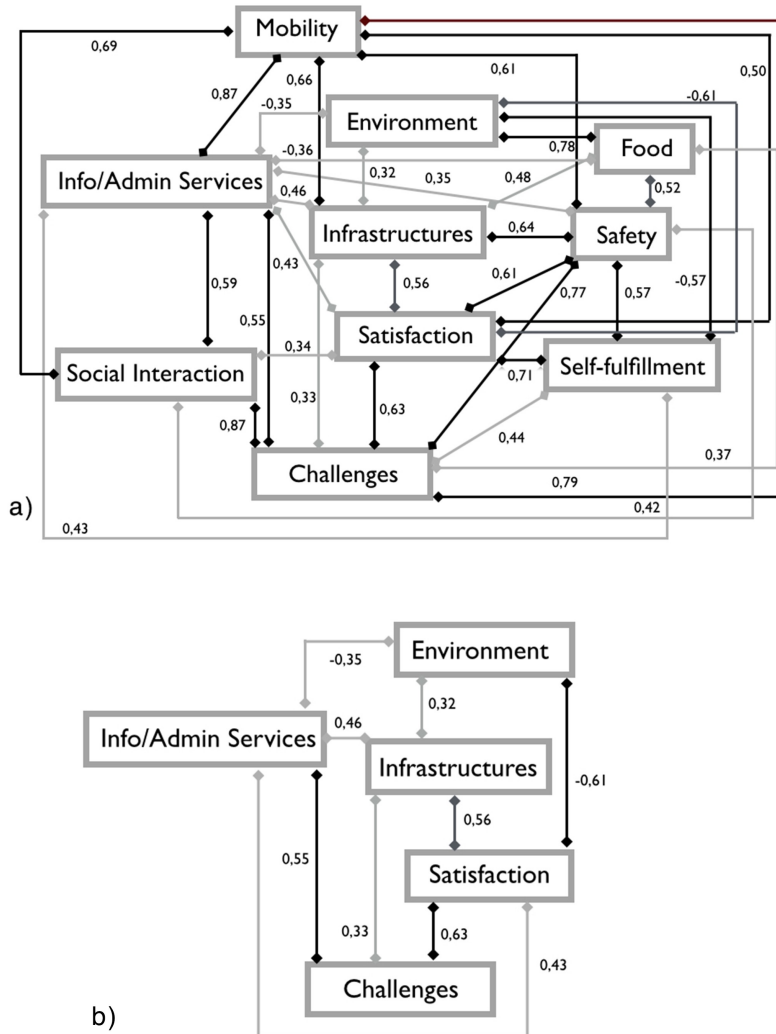 Mobility
0,69
0,66
0,61
0,50
0,87
-0,35
-0,61
Environment
Food
0,78
-0,36
Info/Admin Services
0,32
0,35
0,48
0,52
0,46
Infrastructures
0,64
Safety
0,43
0,61
0,77
-0,57
0,59
0,56
0,57
0,55
Satisfaction
0,34
Social Interaction
0,71
Self-fulfillment
0,33
0,63
0,87
0,44
0,37
Challenges
0,79
a)
0,42
0,43
Environment
-0,35
0,32
Info/Admin Services
0,46
Infrastructures
-0,61
0,56
0,55
Satisfaction
0,33
0,63
0,43
Challenges
b)